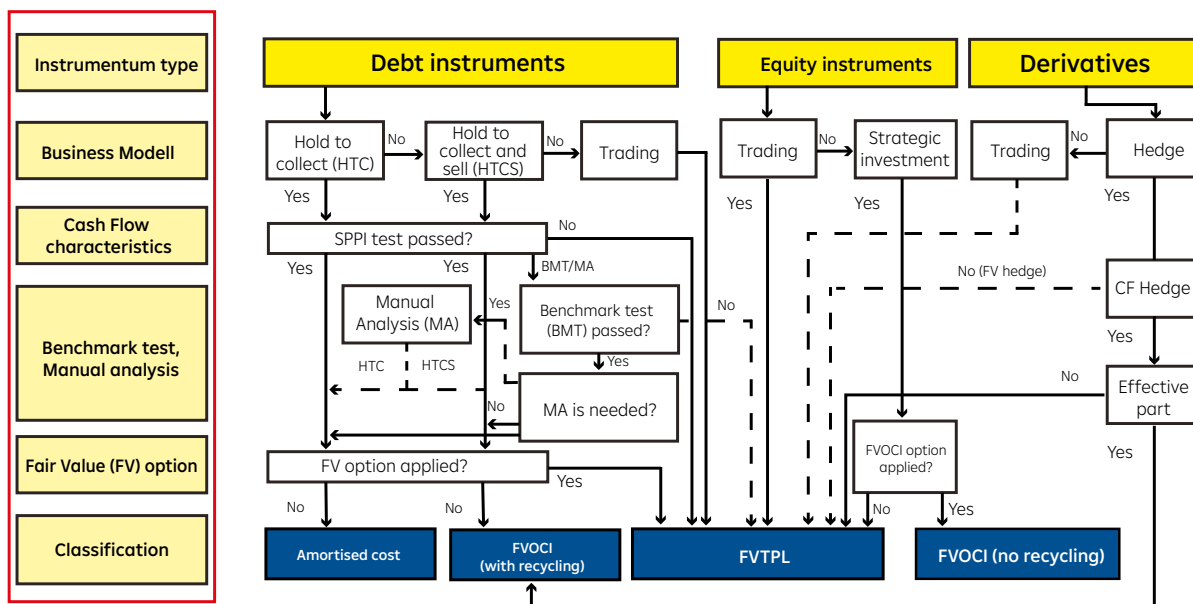 Instrumentum type
Debt instruments
Equity instruments
Derivatives
Business Modell
Hold to
collect (HTC)
No
Hold to
collect and
sell (HTCS)
No
Trading
Trading
No
Strategic
investment
Trading
No
Hedge
Yes
Yes
Yes
Yes
Yes
Cash Flow
characteristics
SPPI test passed?
No
Yes
Yes
BMT/MA
No (FV hedge)
CF Hedge
Benchmark test,
Manual analysis
Manual
Analysis (MA)
Yes
Benchmark test
(BMT) passed?
No
Yes
HTC
HTCS
Yes
No
Effective
part
No
MA is needed?
Fair Value (FV) option
FV option applied?
Yes
FVOCI option
applied?
Yes
No
No
No
Yes
Classification
Amortised cost
FVOCI
(with recycling)
FVTPL
FVOCI (no recycling)